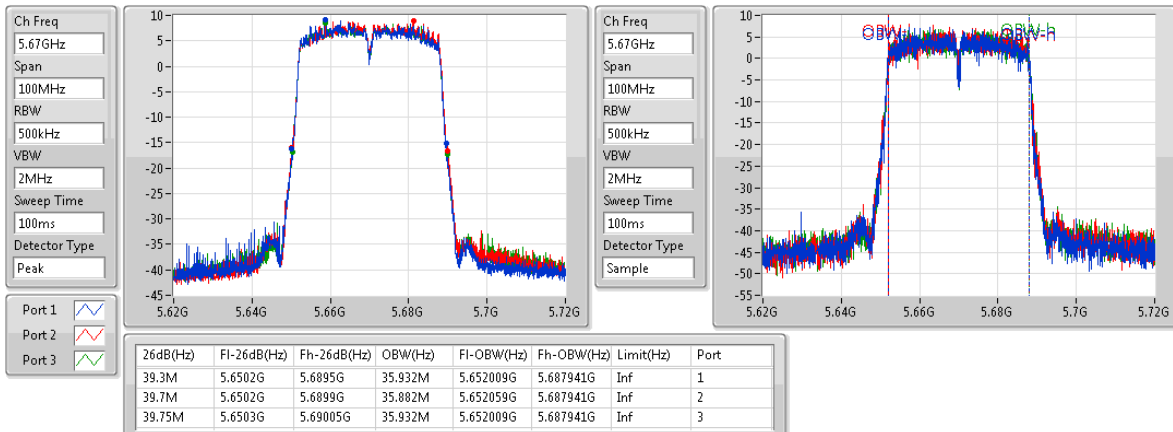 Ch Freq
5.67GHz
Span
100MHz
RBW
500kHz
VBW
2MHz
Sweep Time
100ms
Detector Type
Peak
Port 1
Port 2
Port 3
10
5
0
-5
-10
-15
-20
-25
-30
-35
-40
-45
5.62G 5.64G 5.66G 5.68G 5.7G 5.72G
Ch Freq
5.67GHz
Span
100MHz
RBW
500kHz
VBW
2MHz
Sweep Time
100ms
Detector Type
Sample
10
5
0
-5
-10
-15
-20
-25
-30
-35
-40
-45
-50
-55
OBW-h
5.62G 5.64G 5.66G 5.68G 5.7G 5.72G
26dB(Hz) Fl-26dB(Hz) Fh-26dB(Hz) OBW(Hz) Fl-OBW(Hz) Fh-OBW(Hz) Limit(Hz) Port
39.3M 5.6502G 5.6895G 35.932M 5.652009G 5.687941G Inf 1
39.7M 5.6502G 5.6899G 35.882M 5.652059G 5.687941G Inf 2
39.75M 5.6503G 5.69005G 35.932M 5.652009G 5.687941G Inf 3